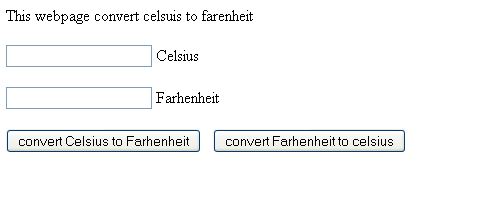 This webpage convert celsuis to farenheit
Celsius
Farhenheit
convert Celsius to Farhenheit convert Farhenheit to celsius